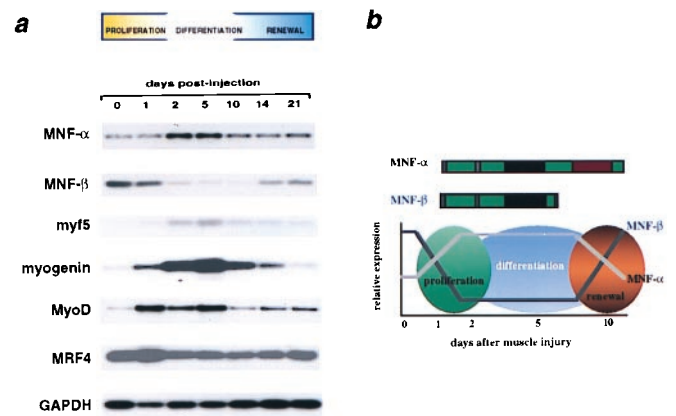 a
PROLIFERATION DIFFERENTIATION RENEWAL
days post-injection
0 1 2 5 10 14 21
MNF-α
MNF-β
myf5
myogenin
MyoD
MRF4
GAPDH
b
MNF-α
MNF-β
relative expression
MNF-β
differentiation
proliferation
MNF-α
renewal
0 1 2 5 10
days after muscle injury